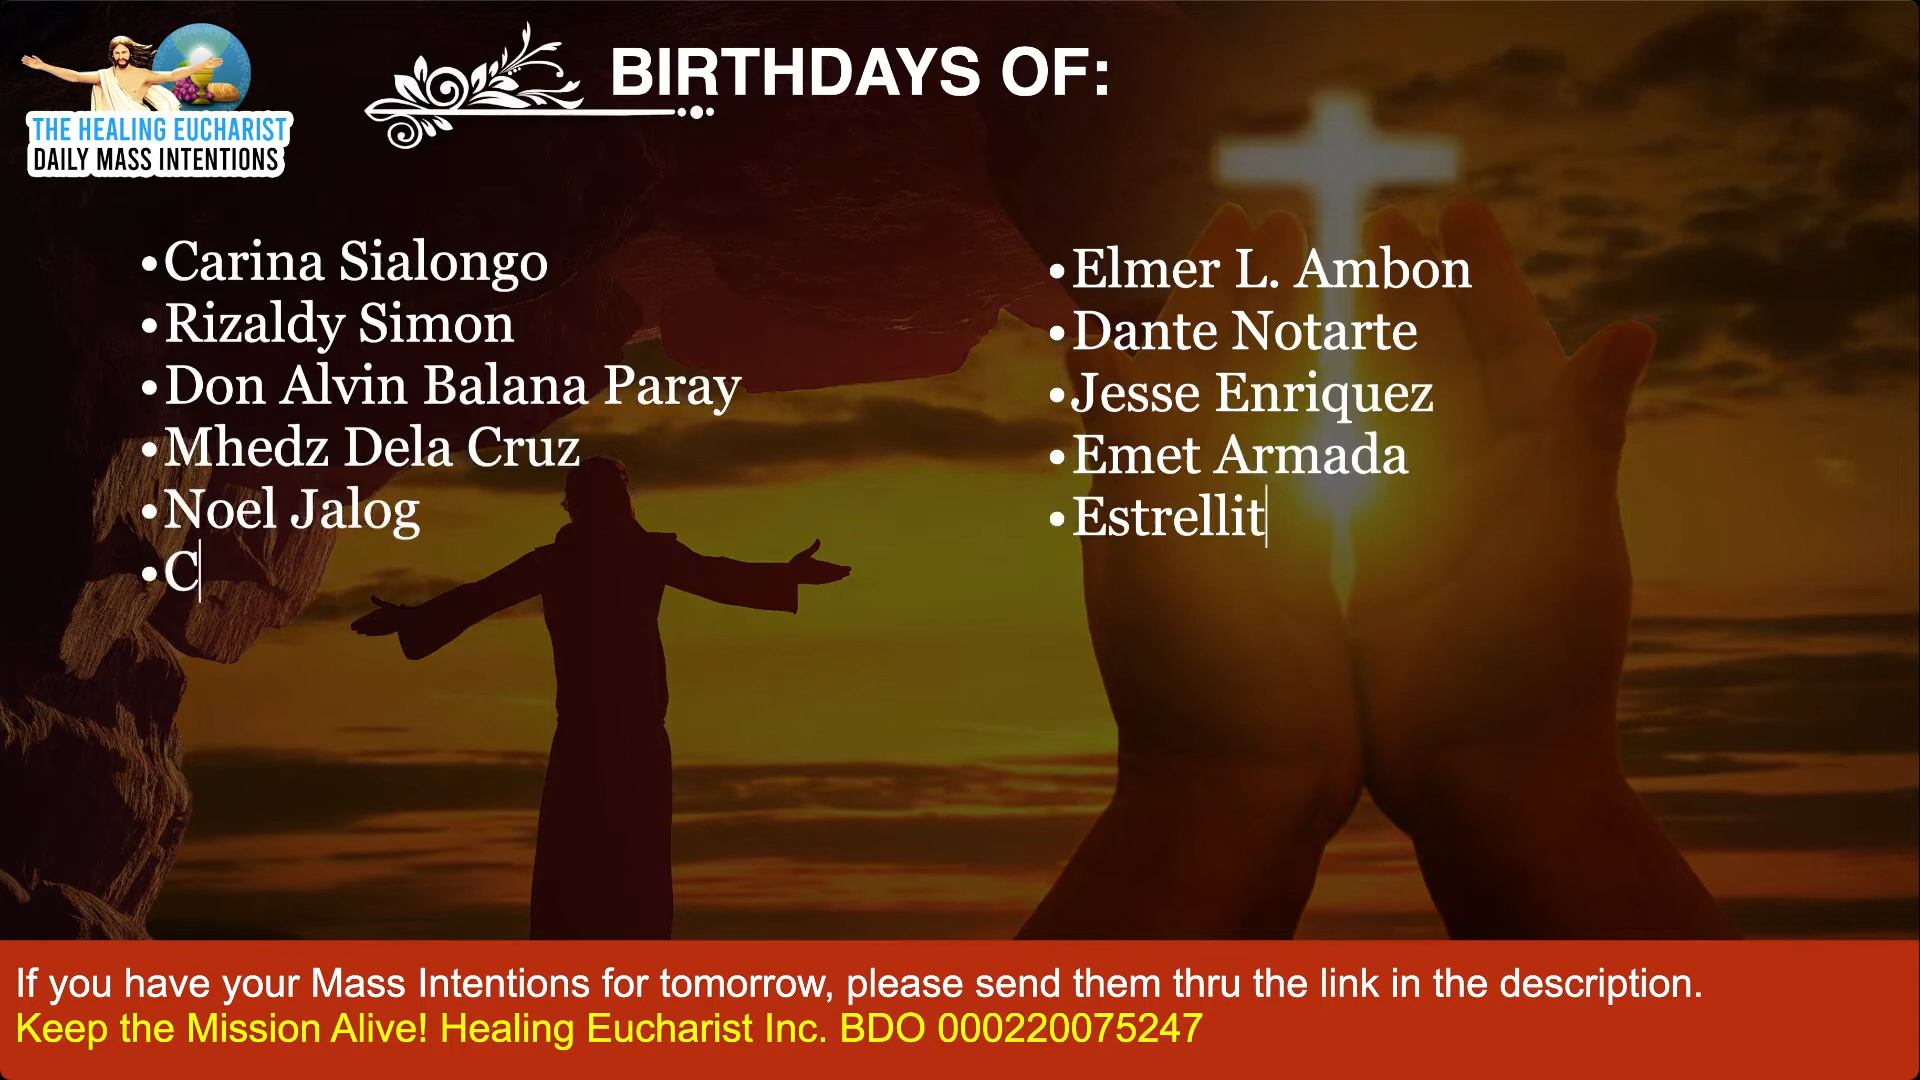 THE HEALING EUCHARIST
DAILY MASS INTENTIONS
BIRTHDAYS OF:
•Carina Sialongo
•Rizaldy Simon
•Don Alvin Balana Paray
•Mhedz Dela Cruz
•Noel Jalog
•C
•Elmer L. Ambon
•Dante Notarte
•Jesse Enriquez
•Emet Armada
•Estrellit
If you have your Mass Intentions for tomorrow, please send them thru the link in the description.
Keep the Mission Alive! Healing Eucharist Inc. BDO 000220075247